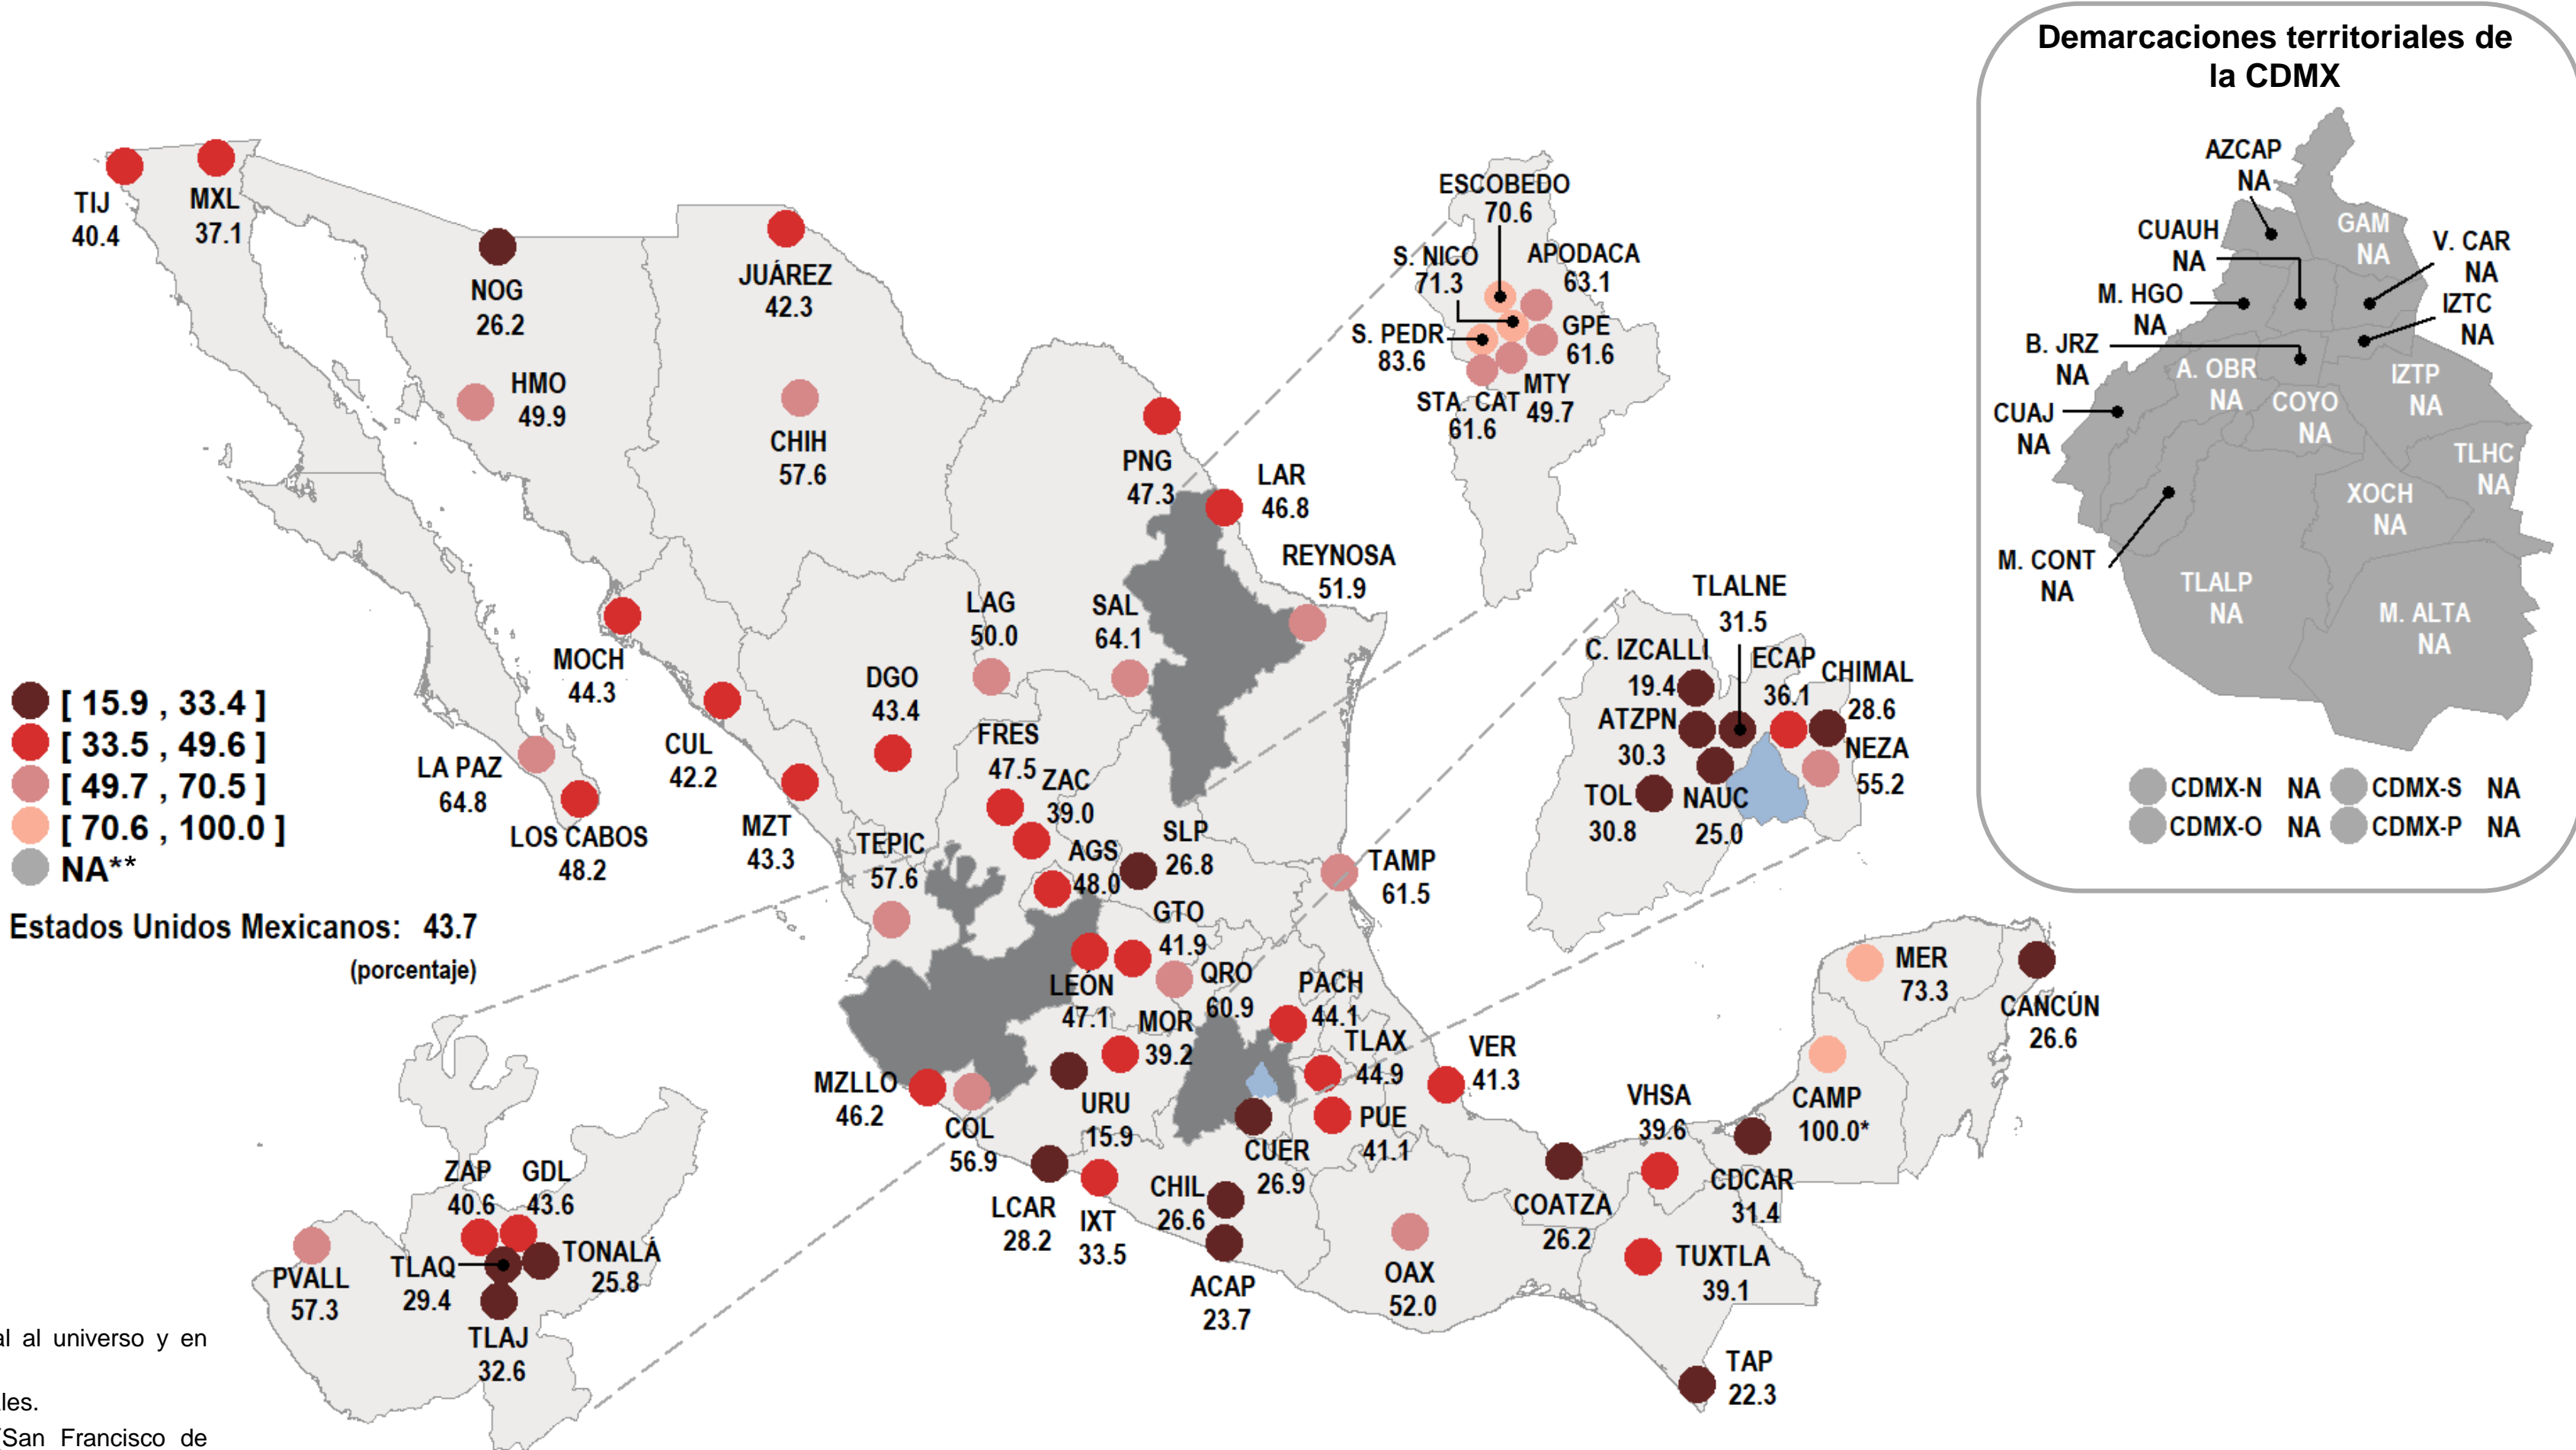 Demarcaciones territoriales de
la CDMX
AZCAP
NA
CUAUH
NA
GAM
NA
V. CAR
NA
M. HGO
NA
IZTC
NA
B. JRZ
NA
A. OBR
NA
IZTP
NA
CUAJ
NA
COYO
NA
TLHC
NA
XOCH
NA
M. CONT
NA
TLALP
NA
M. ALTA
NA
CDMX-N NA CDMX-S NA
CDMX-O NA CDMX-P NA
TIJ
40.4
MXL
37.1
NOG
26.2
JUÁREZ
42.3
HMO
49.9
CHIH
57.6
PNG
47.3
LAR
46.8
REYNOSA
51.9
ESCOBEDO
70.6
S. NICO
71.3
APODACA
63.1
GPE
61.6
S. PEDR
83.6
MTY
49.7
STA. CAT
61.6
LAG
50.0
SAL
64.1
MOCH
44.3
DGO
43.4
CUL
42.2
LA PAZ
64.8
LOS CABOS
48.2
MZT
43.3
FRES
47.5
ZAC
39.0
TEPIC
57.6
AGS
48.0
SLP
26.8
TAMP
61.5
GTO
41.9
LEÓN
47.1
QRO
60.9
PACH
44.1
MOR
39.2
TLAX
44.9
VER
41.3
MZLLO
46.2
COL
56.9
URU
15.9
PUE
41.1
CUER
26.9
LCAR
28.2
IXT
33.5
CHIL
26.6
ACAP
23.7
OAX
52.0
COATZA
26.2
VHSA
39.6
CDCAR
31.4
CAMP
100.0*
MER
73.3
CANCÚN
26.6
TUXTLA
39.1
TAP
22.3
TLALNE
31.5
C. IZCALLI
19.4
ECAP
36.1
CHIMAL
28.6
ATZPN
30.3
NEZA
55.2
TOL
30.8
NAUC
25.0
ZAP
40.6
GDL
43.6
PVALL
57.3
TLAQ
29.4
TONALÁ
25.8
TLAJ
32.6
[ 15.9 , 33.4 ]
[ 33.5 , 49.6 ]
[ 49.7 , 70.5 ]
[ 70.6 , 100.0 ]
NA**
Estados Unidos Mexicanos: 43.7
(porcentaje)
al universo y en
San Francisco de